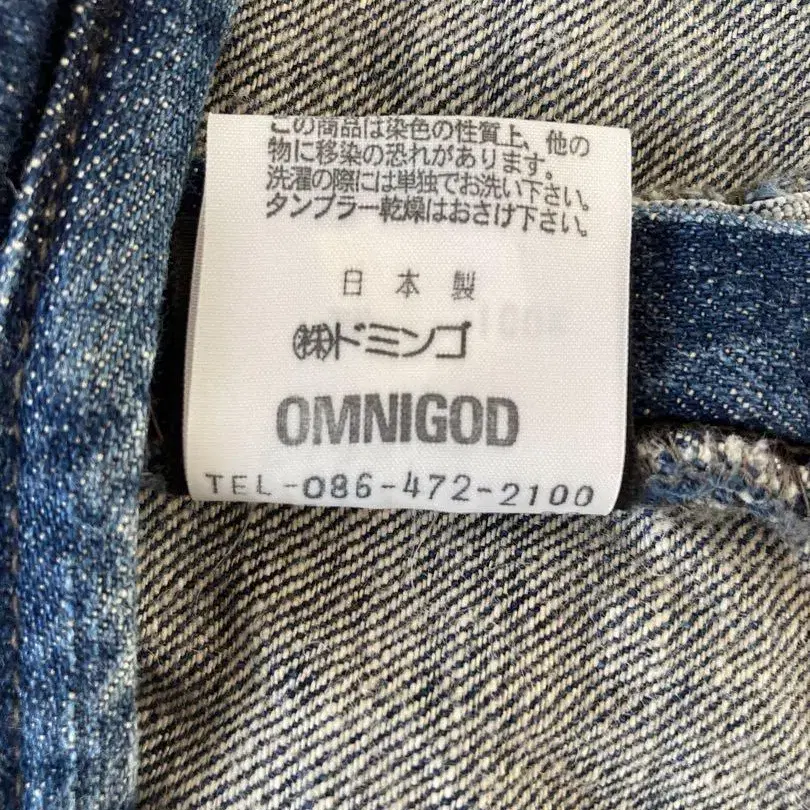 この商品は染色の性質上、他の
物に移染の恐れがあります。
洗濯の際には単独でお洗い下さい。
タンブラー乾燥はおさけ下さい。
日本製
㈱ドミンゴ
OMNIGOD
TEL-086-472-2100